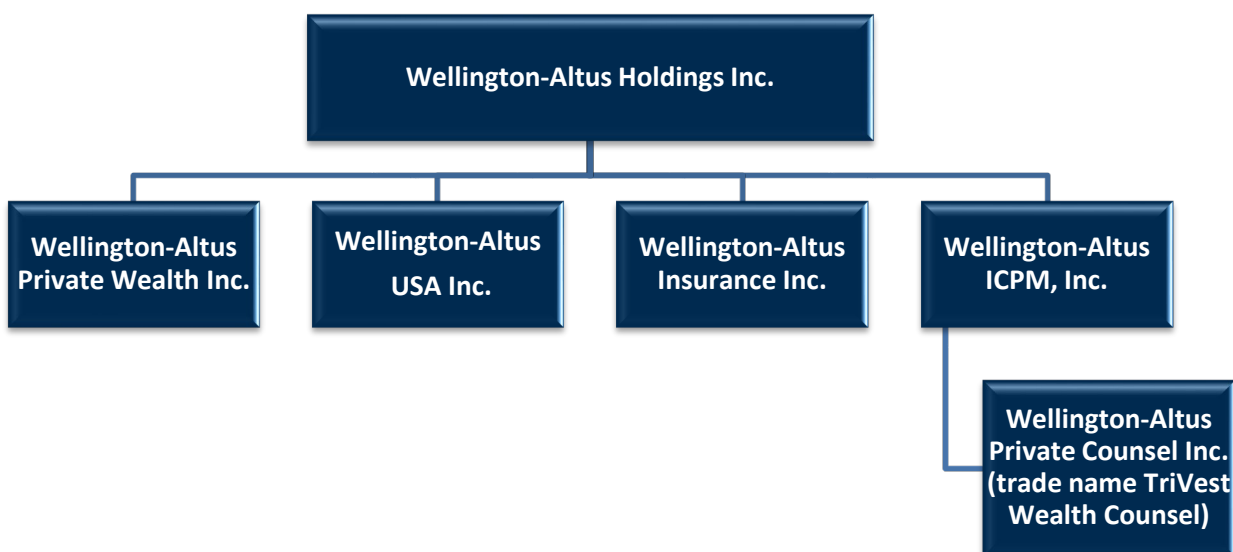 Wellington-Altus Holdings Inc.
Wellington-Altus
Private Wealth Inc.
Wellington-Altus
USA Inc.
Wellington-Altus
Insurance Inc.
Wellington-Altus
ICPM, Inc.
Wellington-Altus
Private Counsel Inc.
(trade name TriVest
Wealth Counsel)